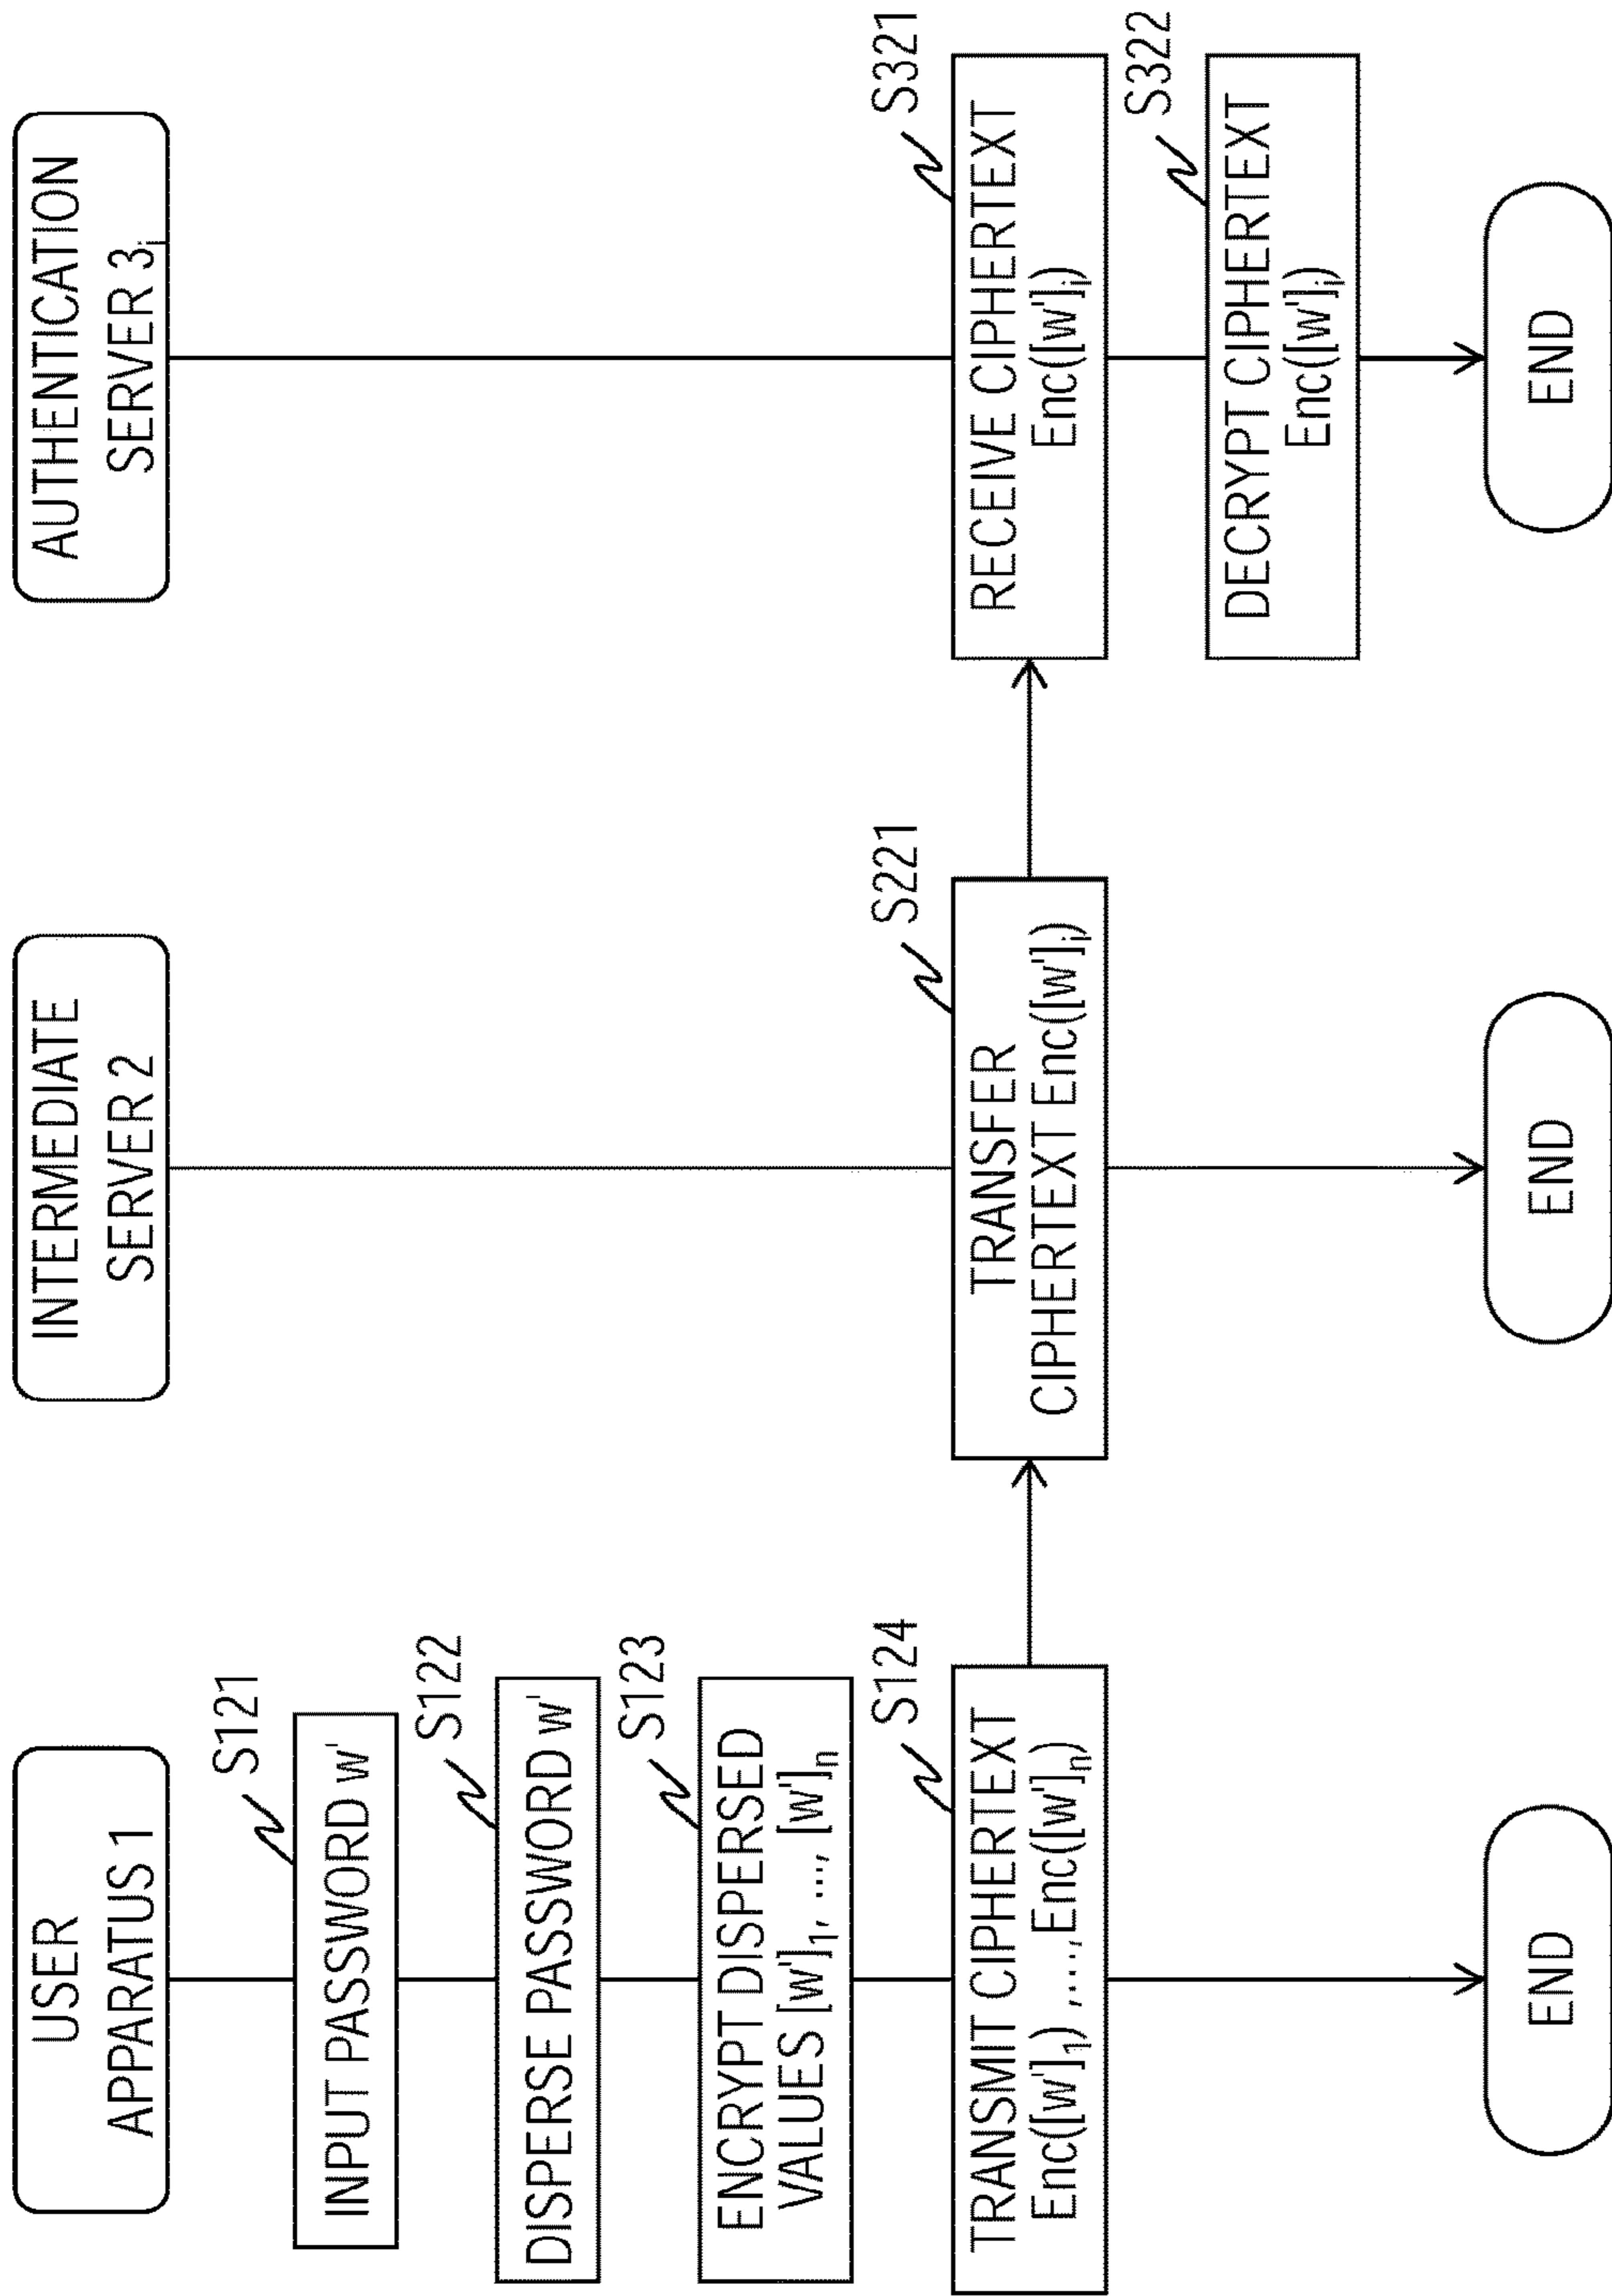 USER
APPARATUS 1
S121
INPUT PASSWORD w'
S122
DISPERSE PASSWORD w'
S123
ENCRYPT DISPERSED
VALUES [w']1, ..., [w']n
S124
TRANSMIT CIPHERTEXT
Enc([w']1) ,...,Enc([w']n)
END
INTERMEDIATE
SERVER 2
S221
TRANSFER
CIPHERTEXT Enc([w']i)
END
AUTHENTICATION
SERVER 3i
S321
RECEIVE CIPHERTEXT
Enc([w']i)
S322
DECRYPT CIPHERTEXT
Enc([w']i)
END